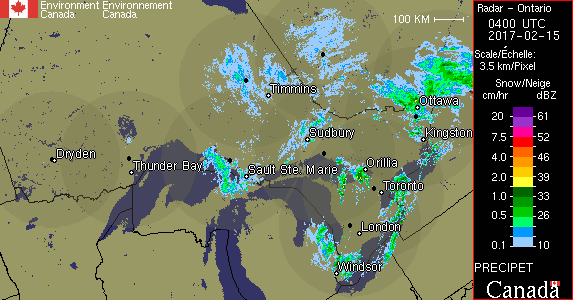 Environment Environnement
Canada Canada
100 KM
Timmins
Ottawa
Sudbury
Kingston
Dryden
Thunder Bay
Sault Ste. Marie
Orillia
Toronto
London
Windsor
Radar - Ontario
0400 UTC
2017-02-15
Scale/Échelle:
3.5 km/Pixel
Snow/Neige
cm/hr dBZ
20 61
7.5 52
4.0 46
2.0 39
1.0 33
0.5 26
0.1 10
PRECIPET
Canada